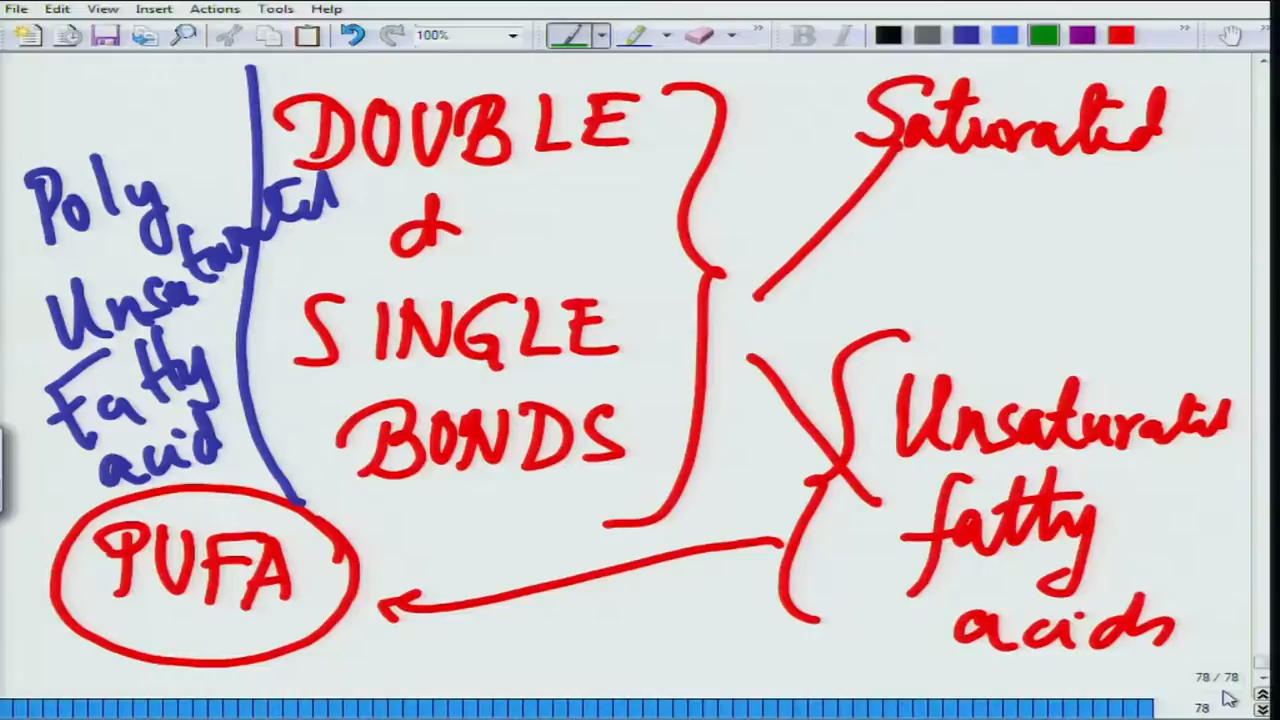 File Edit View Insert Actions Tools Help
100%
B I
DOUBLE
&
SINGLE
BONDS
Saturated
Unsaturated
fatty
acids
Poly
Unsaturated
Fatty
acid
PUFA
78 / 78
78